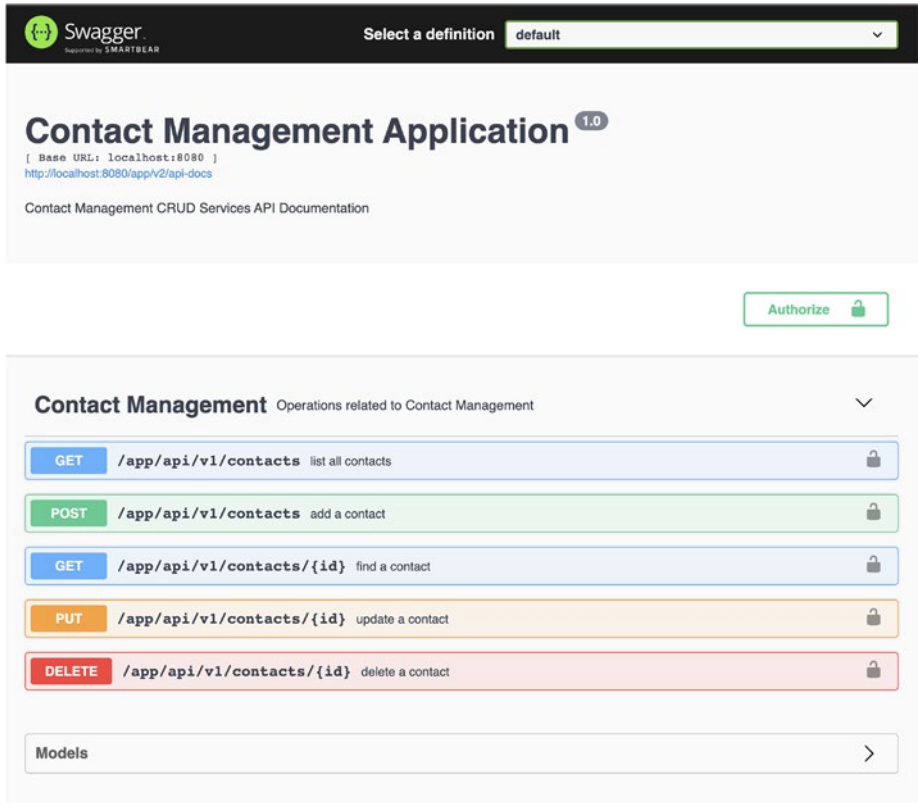 {...} Swagger.
Supported by SMARTBEAR
Select a definition default
Contact Management Application 1.0
[ Base URL: localhost:8080 ]
http://localhost:8080/app/v2/api-docs
Contact Management CRUD Services API Documentation
Authorize
Contact Management Operations related to Contact Management
GET /app/api/v1/contacts list all contacts
POST /app/api/v1/contacts add a contact
GET /app/api/v1/contacts/{id} find a contact
PUT /app/api/v1/contacts/{id} update a contact
DELETE /app/api/v1/contacts/{id} delete a contact
Models